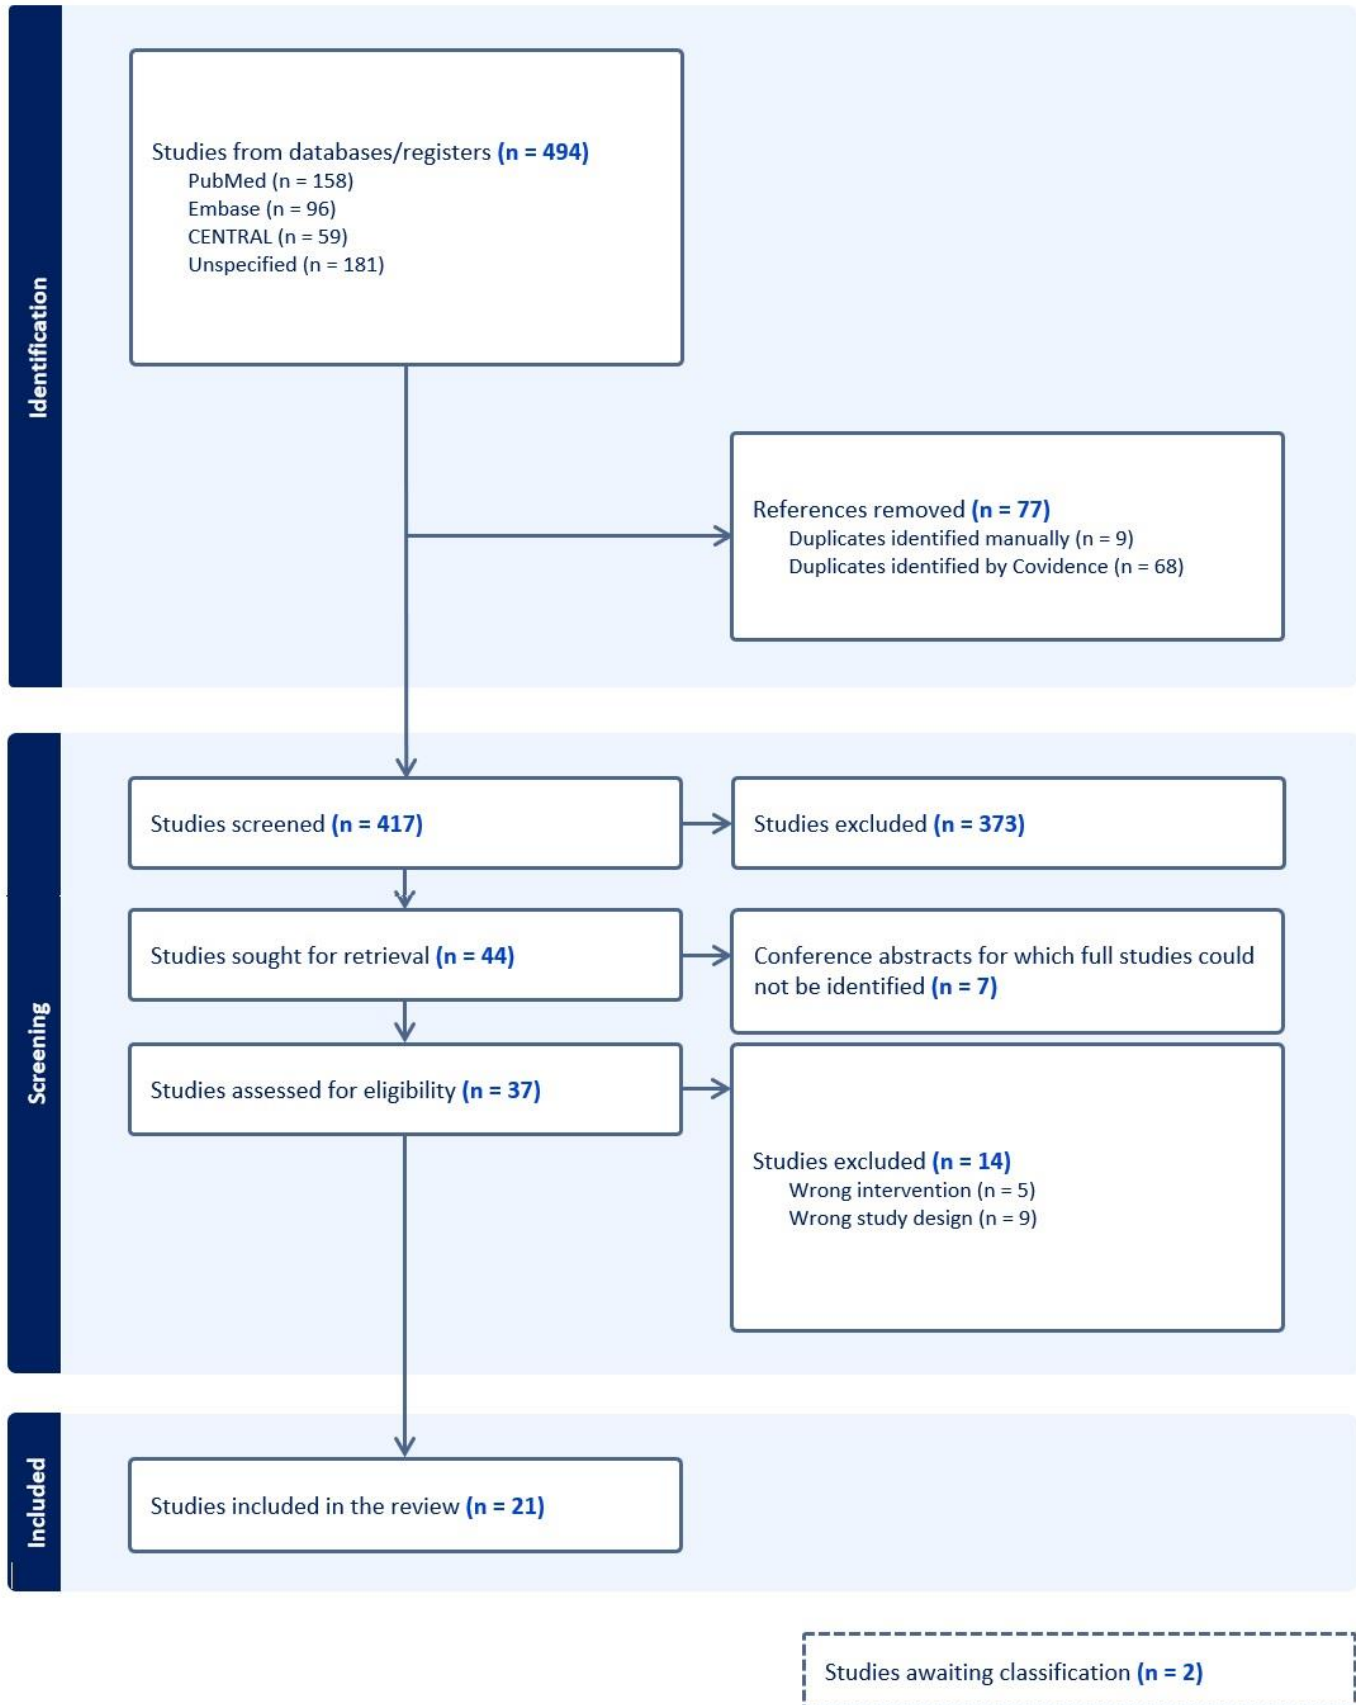 Identification
Studies from databases/registers (n = 494)
PubMed (n = 158)
Embase (n = 96)
CENTRAL (n = 59)
Unspecified (n = 181)
References removed (n = 77)
Duplicates identified manually (n = 9)
Duplicates identified by Covidence (n = 68)
Screening
Studies screened (n = 417)
Studies excluded (n = 373)
Studies sought for retrieval (n = 44)
Conference abstracts for which full studies could
not be identified (n = 7)
Studies assessed for eligibility (n = 37)
Studies excluded (n = 14)
Wrong intervention (n = 5)
Wrong study design (n = 9)
Included
Studies included in the review (n = 21)
Studies awaiting classification (n = 2)